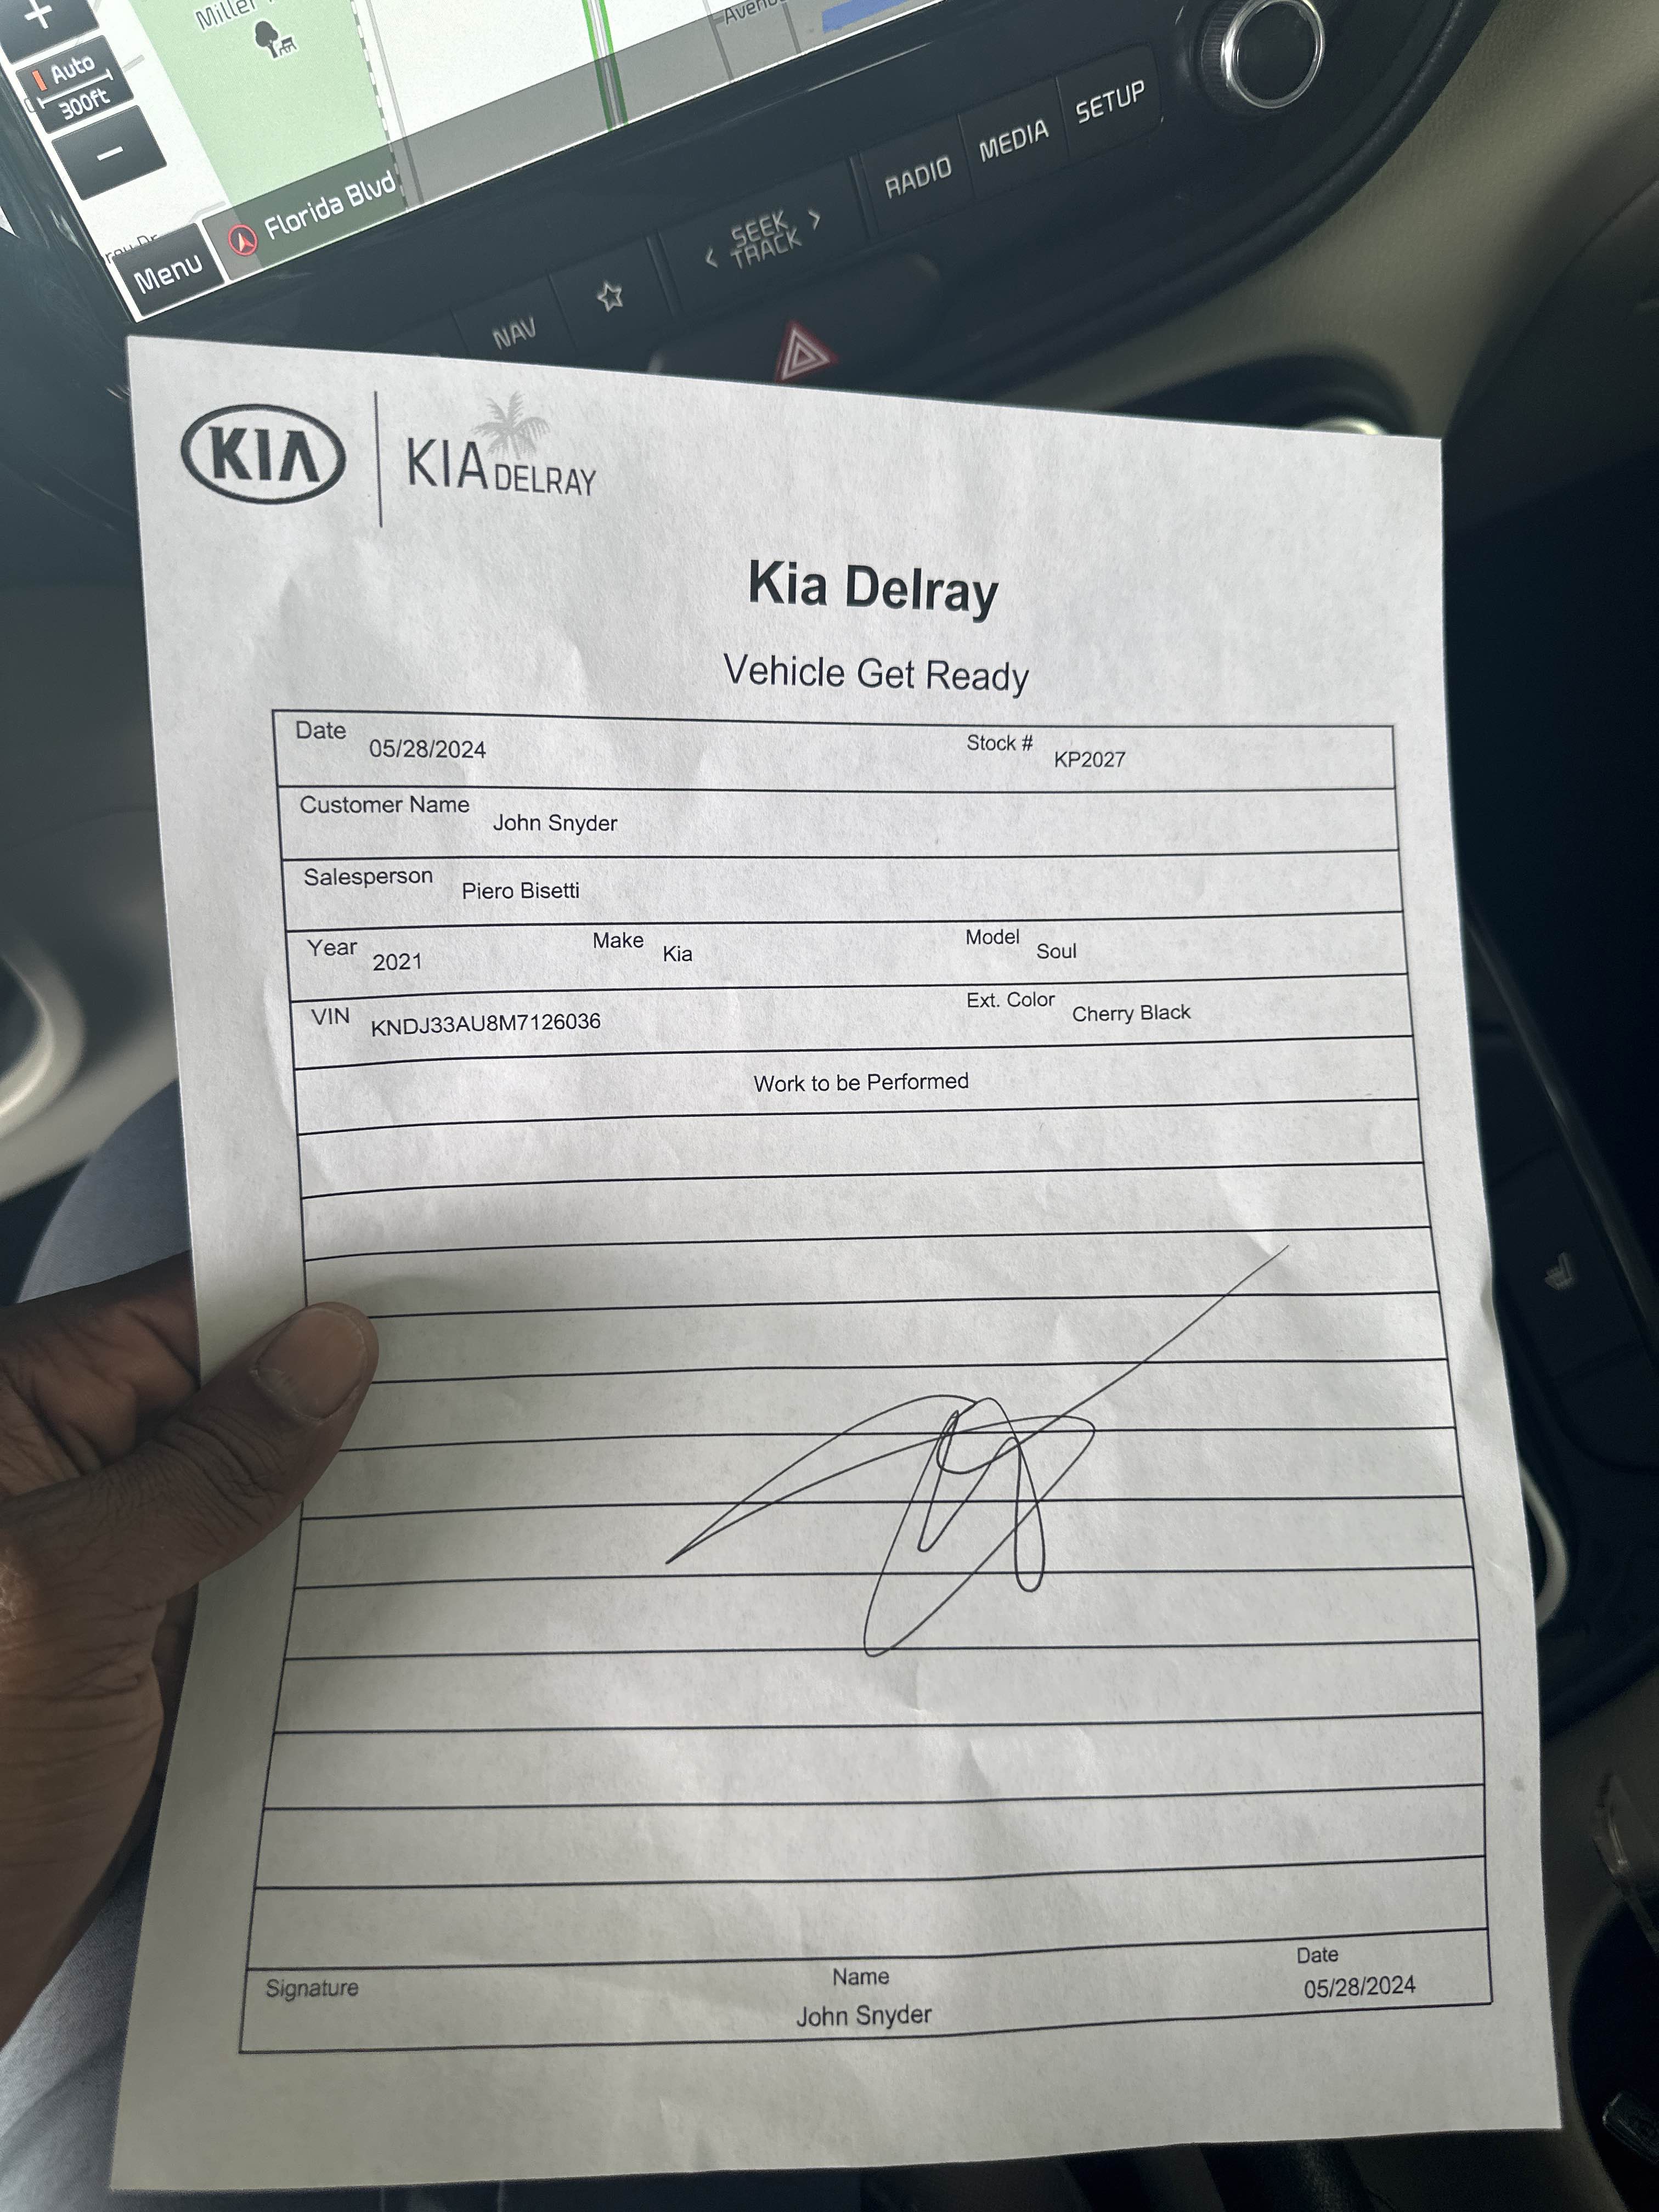 +
Miller
Avenu
Auto
300ft
−
Menu
Florida Blvd
NAV
< SEEK >
TRACK
RADIO
MEDIA
SETUP
KIA
KIA DELRAY
Kia Delray
Vehicle Get Ready
Date 05/28/2024 Stock # KP2027
Customer Name John Snyder
Salesperson Piero Bisetti
Year 2021 Make Kia Model Soul
VIN KNDJ33AU8M7126036 Ext. Color Cherry Black
Work to be Performed
Signature Name Date
John Snyder 05/28/2024